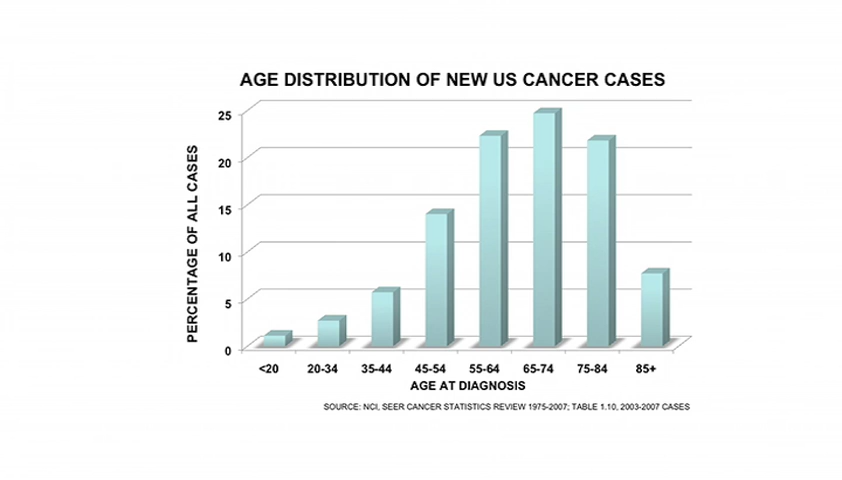 AGE DISTRIBUTION OF NEW US CANCER CASES
PERCENTAGE OF ALL CASES
25
20
15
10
5
0
<20 20-34 35-44 45-54 55-64 65-74 75-84 85+
AGE AT DIAGNOSIS
SOURCE: NCI, SEER CANCER STATISTICS REVIEW 1975-2007; TABLE 1.10, 2003-2007 CASES